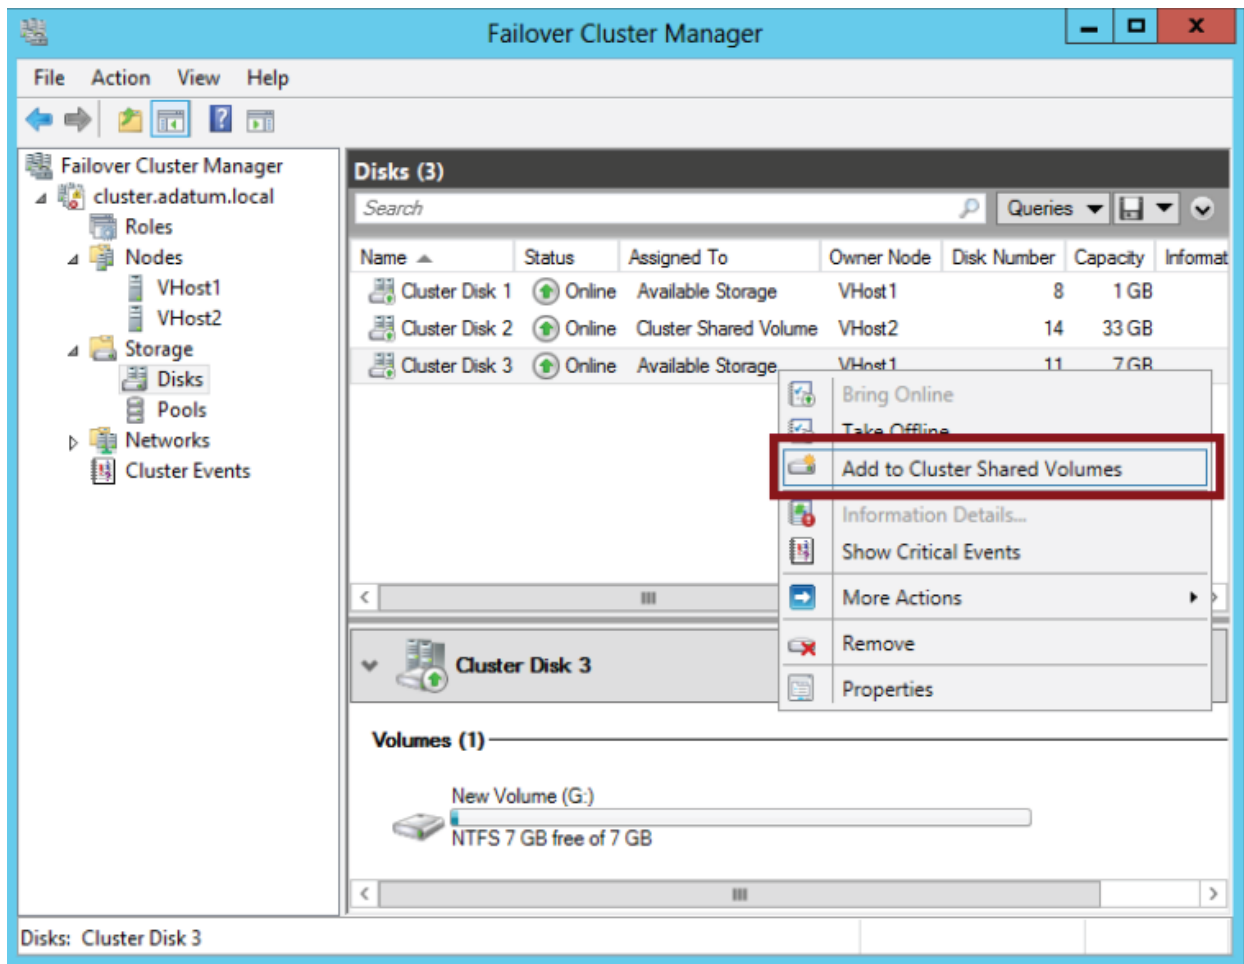 Failover Cluster Manager
File Action View Help
Failover Cluster Manager
cluster.adatum.local
Roles
Nodes
VHost1
VHost2
Storage
Disks
Pools
Networks
Cluster Events
Disks (3)
Search
Queries
Name Status Assigned To Owner Node Disk Number Capacity Informat
Cluster Disk 1 Online Available Storage VHost1 8 1 GB
Cluster Disk 2 Online Cluster Shared Volume VHost2 14 33 GB
Cluster Disk 3 Online Available Storage VHost1 11 7 GB
Bring Online
Take Offline
Add to Cluster Shared Volumes
Information Details...
Show Critical Events
More Actions
Remove
Properties
Cluster Disk 3
Volumes (1)
New Volume (G:)
NTFS 7 GB free of 7 GB
Disks: Cluster Disk 3